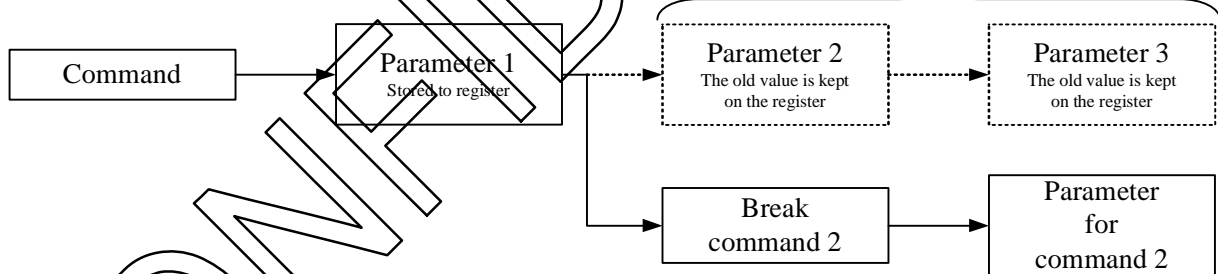 Command
Parameter 1
Stored to register
Parameter 2
The old value is kept
on the register
Parameter 3
The old value is kept
on the register
Break
command 2
Parameter
for
command 2